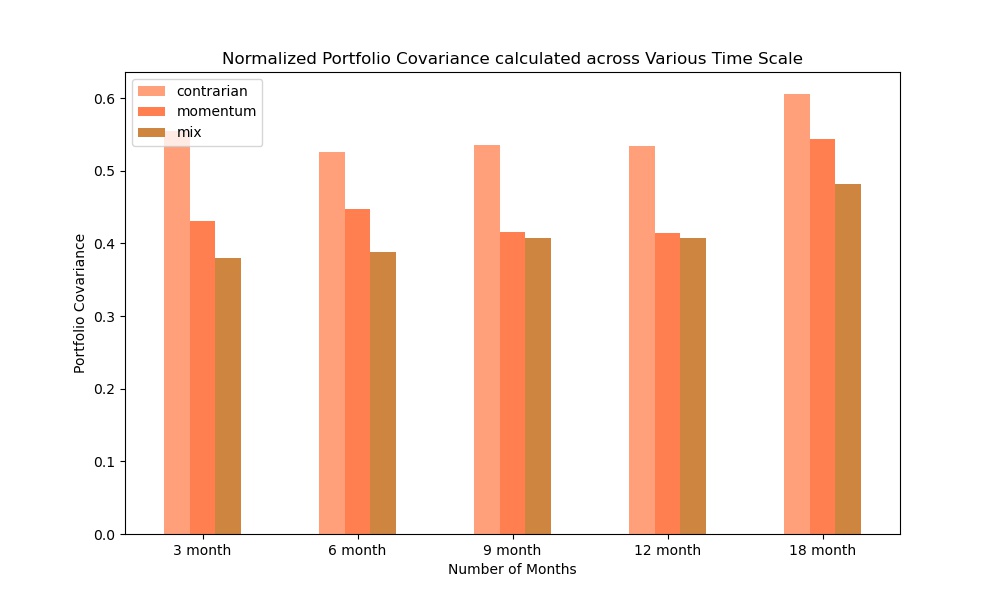 Normalized Portfolio Covariance calculated across Various Time Scale
contrarian
momentum
mix
Portfolio Covariance
0.6
0.5
0.4
0.3
0.2
0.1
0.0
3 month 6 month 9 month 12 month 18 month
Number of Months